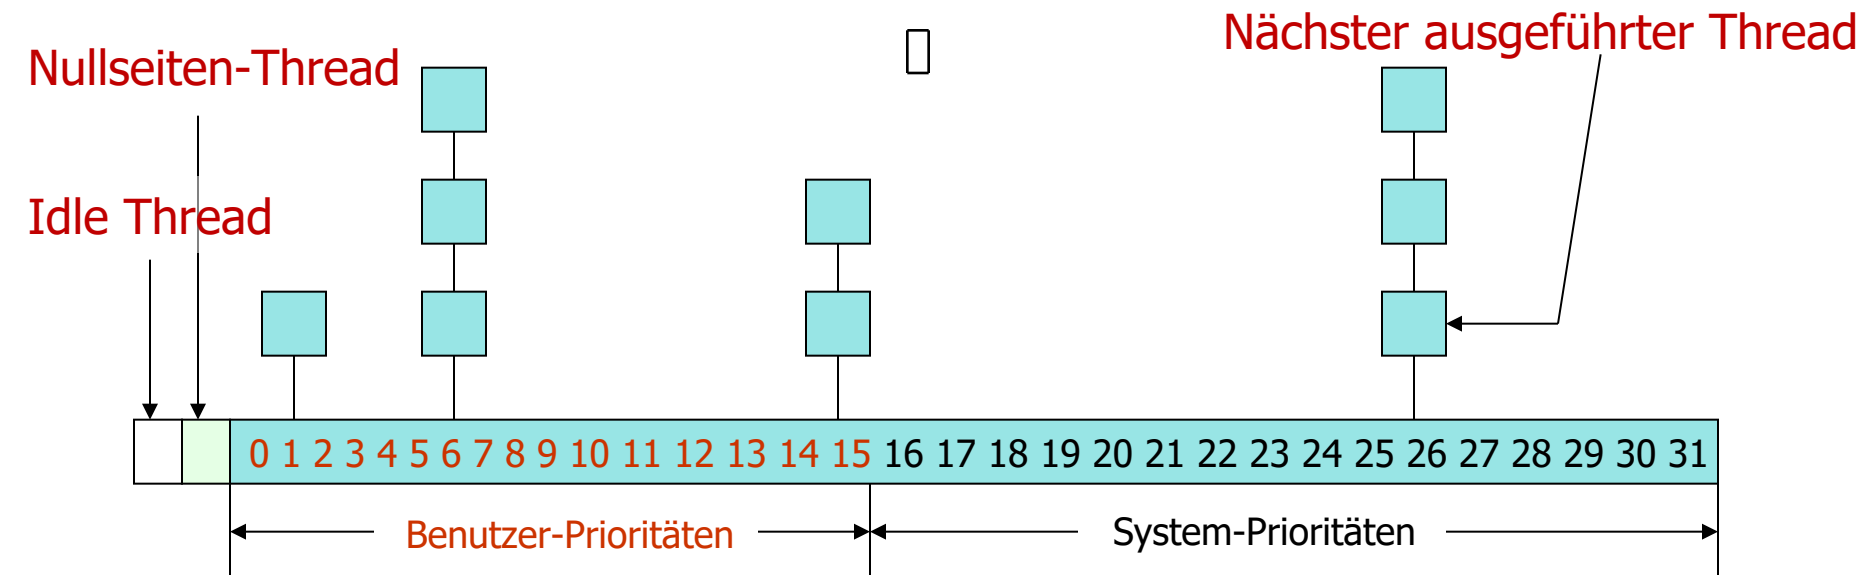 Nächster ausgeführter Thread
Nullseiten-Thread
Idle Thread
0 1 2 3 4 5 6 7 8 9 10 11 12 13 14 15 16 17 18 19 20 21 22 23 24 25 26 27 28 29 30 31
Benutzer-Prioritäten
System-Prioritäten